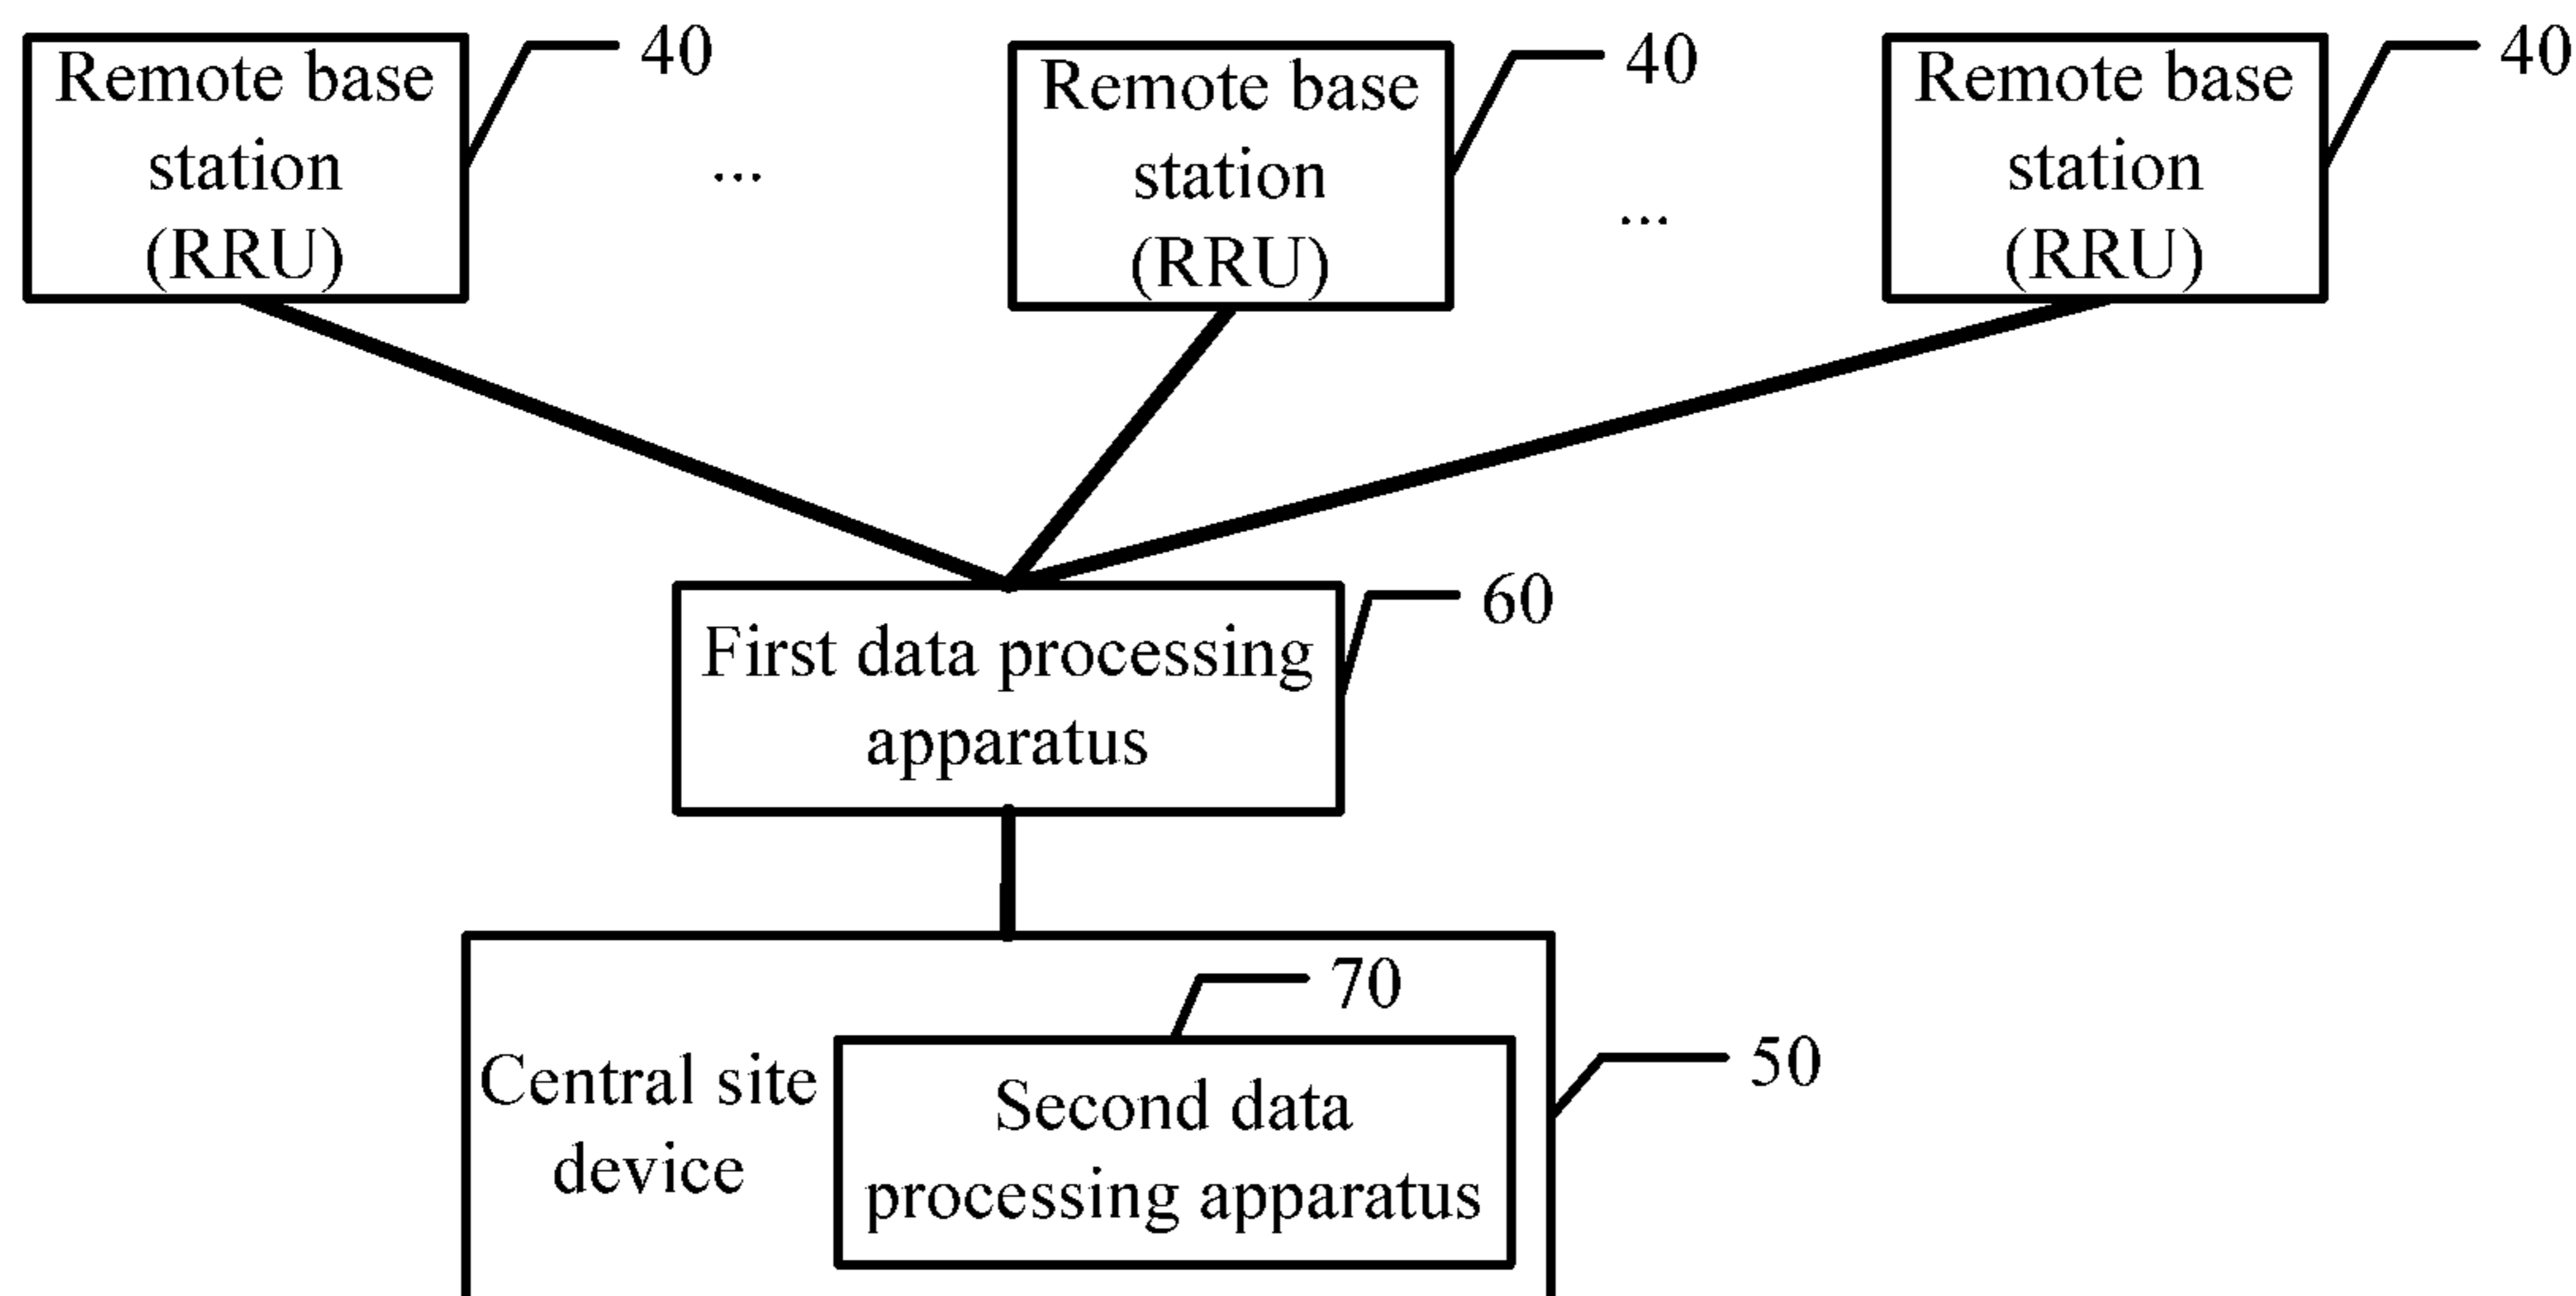 Remote base
station
(RRU)
40
...
Remote base
station
(RRU)
40
...
Remote base
station
(RRU)
40
First data processing
apparatus
60
Central site
device
70
Second data
processing apparatus
50